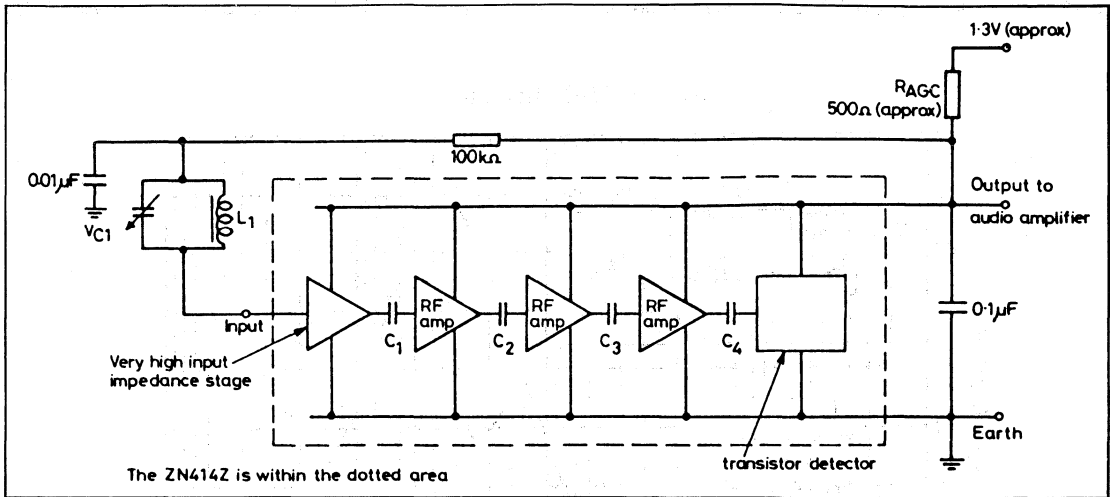 1·3V (approx)
RAGC
500Ω (approx)
100kΩ
0·01μF
VC1
L1
Output to
audio amplifier
Input
RF
amp
RF
amp
RF
amp
C1
C2
C3
C4
0·1μF
Very high input
impedance stage
Earth
transistor detector
The ZN414Z is within the dotted area